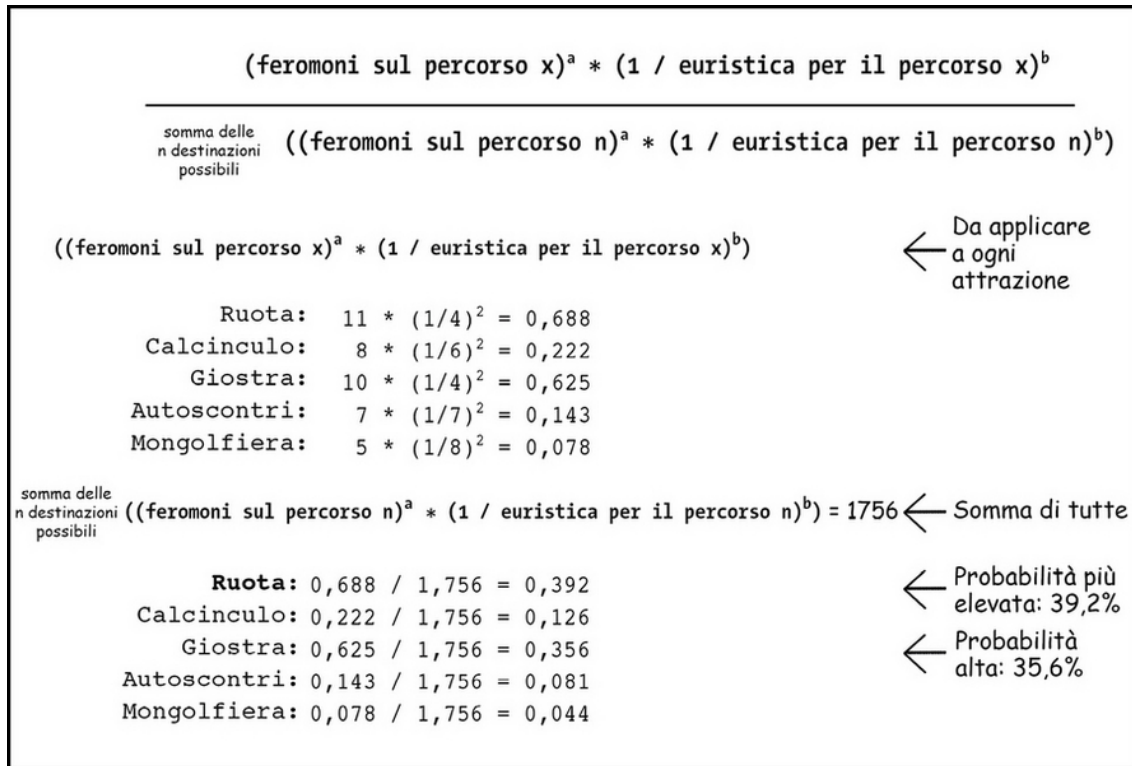 (feromoni sul percorso x)ᵃ * (1 / euristica per il percorso x)ᵇ
somma delle
n destinazioni
possibili
((feromoni sul percorso n)ᵃ * (1 / euristica per il percorso n)ᵇ)
((feromoni sul percorso x)ᵃ * (1 / euristica per il percorso x)ᵇ)
Da applicare
a ogni
attrazione
Ruota: 11 * (1/4)² = 0,688
Calcinculo: 8 * (1/6)² = 0,222
Giostra: 10 * (1/4)² = 0,625
Autoscontri: 7 * (1/7)² = 0,143
Mongolfiera: 5 * (1/8)² = 0,078
somma delle
n destinazioni
possibili
((feromoni sul percorso n)ᵃ * (1 / euristica per il percorso n)ᵇ) = 1756
Somma di tutte
Ruota: 0,688 / 1,756 = 0,392
Probabilità più
elevata: 39,2%
Calcinculo: 0,222 / 1,756 = 0,126
Giostra: 0,625 / 1,756 = 0,356
Probabilità
alta: 35,6%
Autoscontri: 0,143 / 1,756 = 0,081
Mongolfiera: 0,078 / 1,756 = 0,044